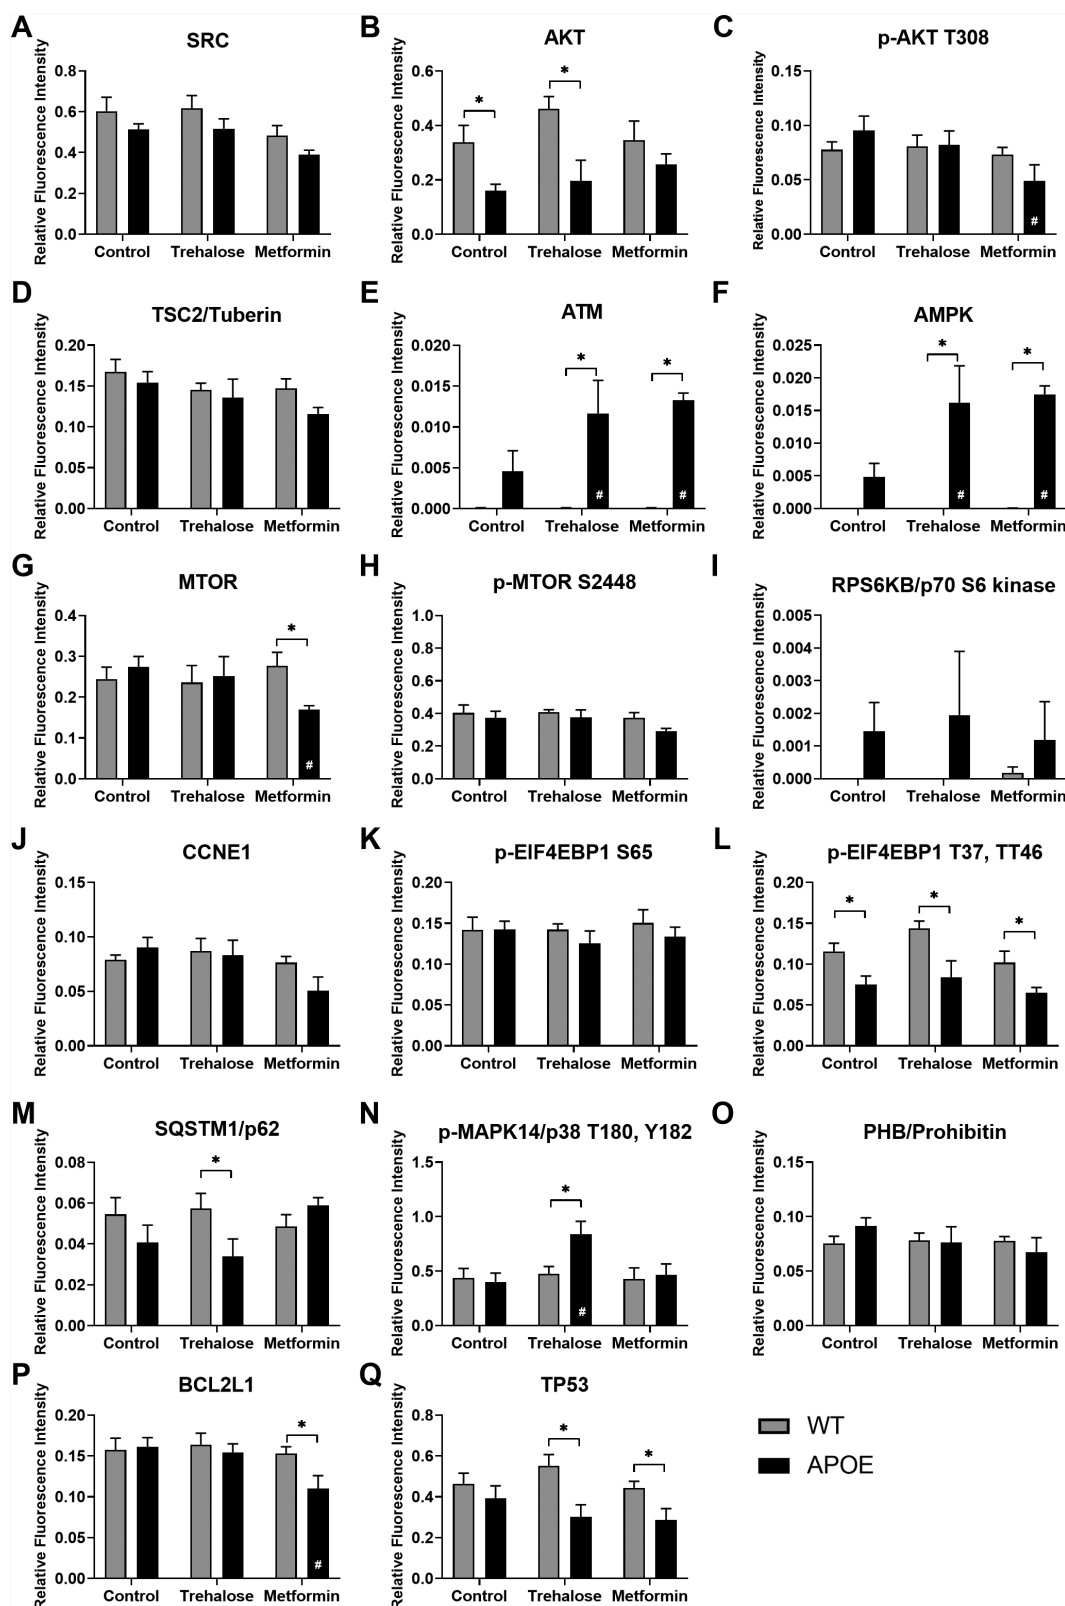 A
SRC
Relative Fluorescence Intensity
0.8
0.6
0.4
0.2
0.0
Control Trehalose Metformin
B
AKT
Relative Fluorescence Intensity
0.6
0.4
0.2
0.0
*
*
Control Trehalose Metformin
C
p-AKT T308
Relative Fluorescence Intensity
0.15
0.10
0.05
0.00
#
Control Trehalose Metformin
D
TSC2/Tuberin
Relative Fluorescence Intensity
0.20
0.15
0.10
0.05
0.00
Control Trehalose Metformin
E
ATM
Relative Fluorescence Intensity
0.020
0.015
0.010
0.005
0.000
*
*
#
#
Control Trehalose Metformin
F
AMPK
Relative Fluorescence Intensity
0.025
0.020
0.015
0.010
0.005
0.000
*
*
#
#
Control Trehalose Metformin
G
MTOR
Relative Fluorescence Intensity
0.4
0.3
0.2
0.1
0.0
*
#
Control Trehalose Metformin
H
p-MTOR S2448
Relative Fluorescence Intensity
1.0
0.8
0.6
0.4
0.2
0.0
Control Trehalose Metformin
I
RPS6KB/p70 S6 kinase
Relative Fluorescence Intensity
0.005
0.004
0.003
0.002
0.001
0.000
Control Trehalose Metformin
J
CCNE1
Relative Fluorescence Intensity
0.15
0.10
0.05
0.00
Control Trehalose Metformin
K
p-EIF4EBP1 S65
Relative Fluorescence Intensity
0.20
0.15
0.10
0.05
0.00
Control Trehalose Metformin
L
p-EIF4EBP1 T37, TT46
Relative Fluorescence Intensity
0.20
0.15
0.10
0.05
0.00
*
*
*
Control Trehalose Metformin
M
SQSTM1/p62
Relative Fluorescence Intensity
0.08
0.06
0.04
0.02
0.00
*
Control Trehalose Metformin
N
p-MAPK14/p38 T180, Y182
Relative Fluorescence Intensity
1.5
1.0
0.5
0.0
*
#
Control Trehalose Metformin
O
PHB/Prohibitin
Relative Fluorescence Intensity
0.15
0.10
0.05
0.00
Control Trehalose Metformin
P
BCL2L1
Relative Fluorescence Intensity
0.20
0.15
0.10
0.05
0.00
*
#
Control Trehalose Metformin
Q
TP53
Relative Fluorescence Intensity
0.8
0.6
0.4
0.2
0.0
*
*
Control Trehalose Metformin
WT
APOE